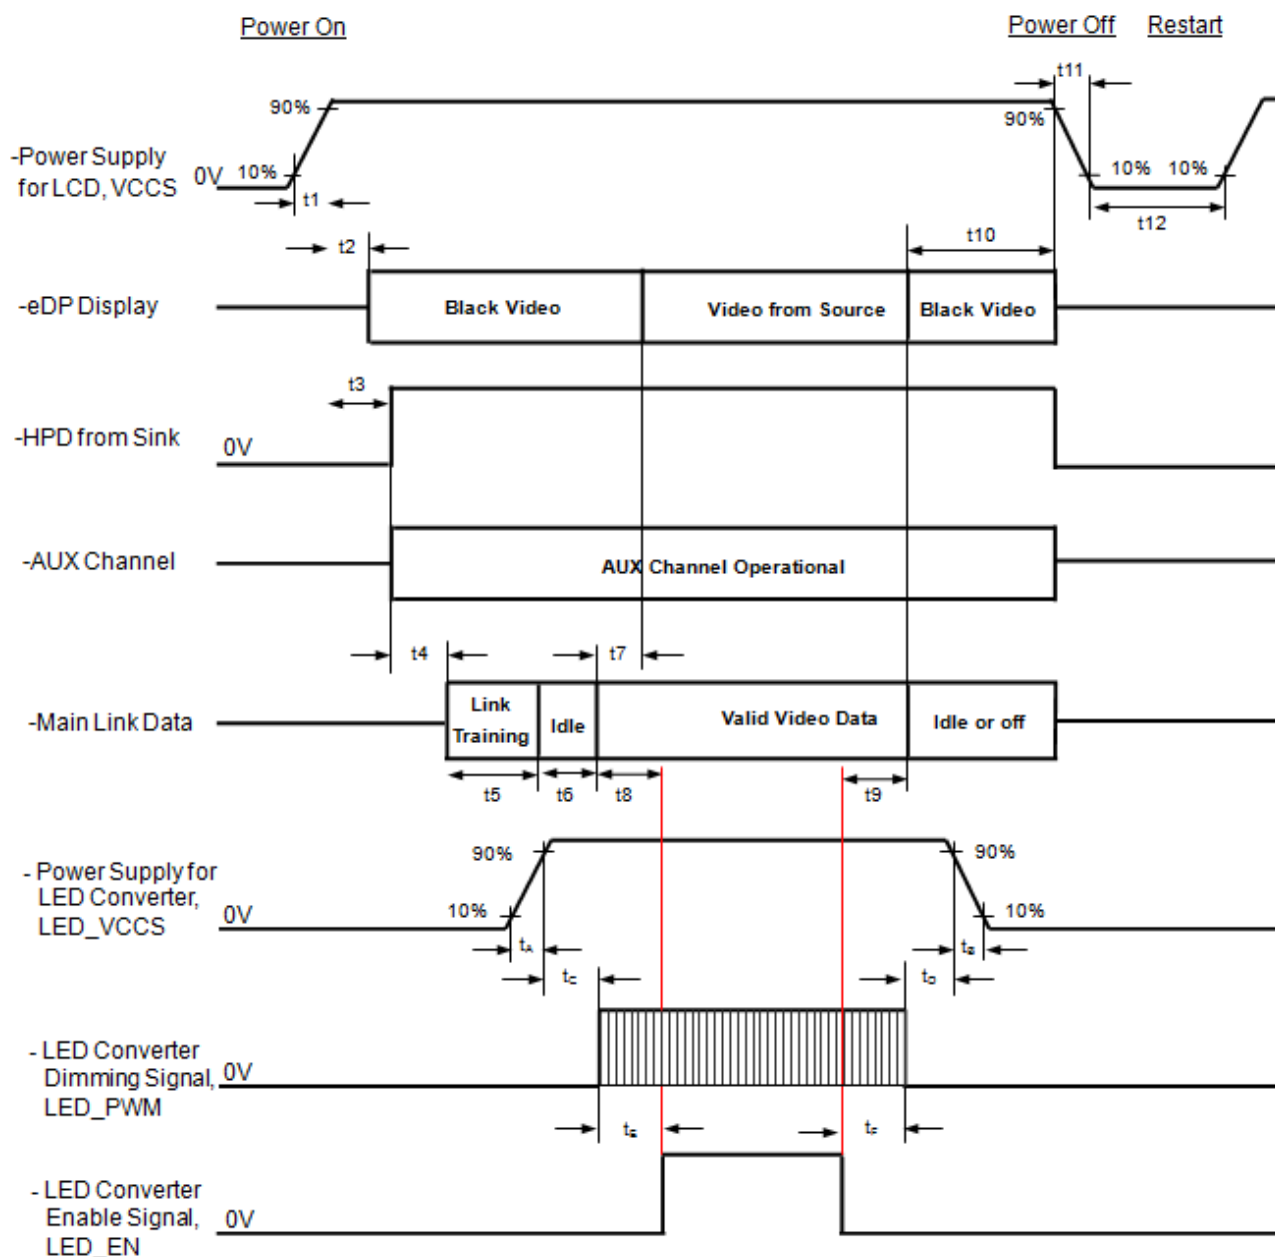 Power On
Power Off
Restart
t11
90%
90%
-Power Supply
for LCD, VCCS
0V
10%
10%
10%
t1
t12
t2
t10
-eDP Display
Black Video
Video from Source
Black Video
t3
-HPD from Sink
0V
-AUX Channel
AUX Channel Operational
t4
t7
-Main Link Data
Link
Training
Idle
Valid Video Data
Idle or off
t5
t6
t8
t9
90%
90%
- Power Supply for
LED Converter,
LED_VCCS
0V
10%
10%
tA
tB
tC
tD
- LED Converter
Dimming Signal,
LED_PWM
0V
tE
tF
- LED Converter
Enable Signal,
LED_EN
0V